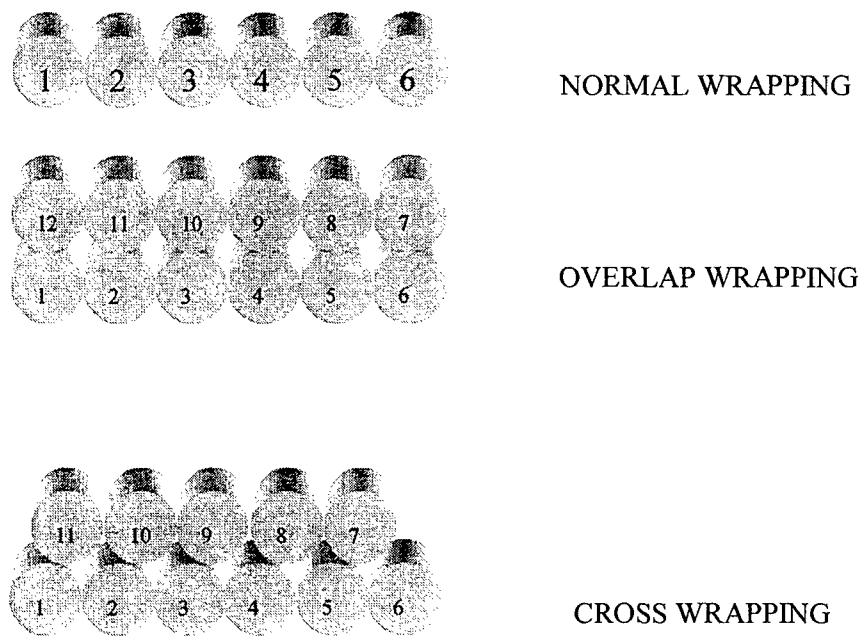 1 2 3 4 5 6 NORMAL WRAPPING
12 11 10 9 8 7
1 2 3 4 5 6 OVERLAP WRAPPING
11 10 9 8 7
1 2 3 4 5 6 CROSS WRAPPING